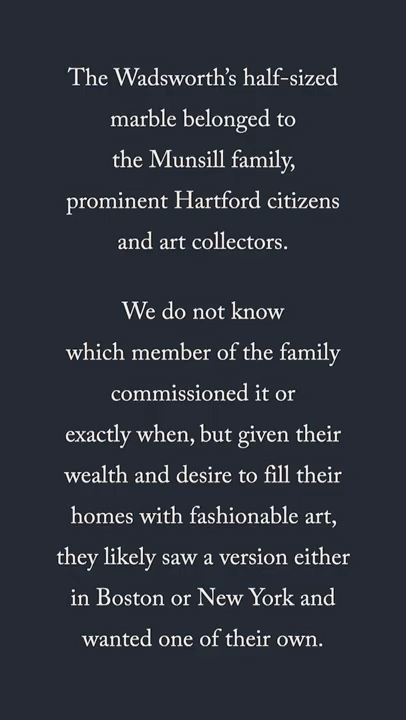 The Wadsworth’s half-sized
marble belonged to
the Munsill family,
prominent Hartford citizens
and art collectors.
We do not know
which member of the family
commissioned it or
exactly when, but given their
wealth and desire to fill their
homes with fashionable art,
they likely saw a version either
in Boston or New York and
wanted one of their own.